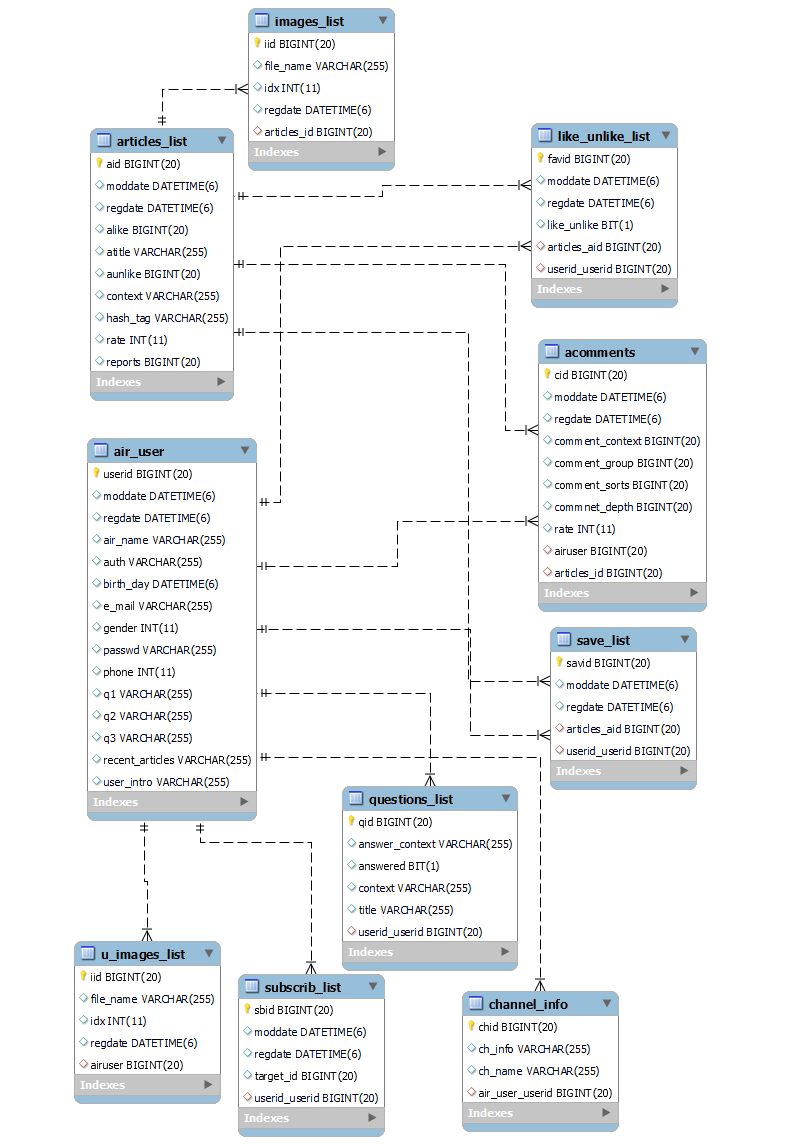 images_list
iid BIGINT(20)
file_name VARCHAR(255)
idx INT(11)
regdate DATETIME(6)
articles_id BIGINT(20)
Indexes
articles_list
aid BIGINT(20)
moddate DATETIME(6)
regdate DATETIME(6)
alike BIGINT(20)
atitle VARCHAR(255)
aunlike BIGINT(20)
context VARCHAR(255)
hash_tag VARCHAR(255)
rate INT(11)
reports BIGINT(20)
Indexes
like_unlike_list
favid BIGINT(20)
moddate DATETIME(6)
regdate DATETIME(6)
like_unlike BIT(1)
articles_aid BIGINT(20)
userid_userid BIGINT(20)
Indexes
acomments
cid BIGINT(20)
moddate DATETIME(6)
regdate DATETIME(6)
comment_context BIGINT(20)
comment_group BIGINT(20)
comment_sorts BIGINT(20)
commnet_depth BIGINT(20)
rate INT(11)
airuser BIGINT(20)
articles_id BIGINT(20)
Indexes
air_user
userid BIGINT(20)
moddate DATETIME(6)
regdate DATETIME(6)
air_name VARCHAR(255)
auth VARCHAR(255)
birth_day DATETIME(6)
e_mail VARCHAR(255)
gender INT(11)
passwd VARCHAR(255)
phone INT(11)
q1 VARCHAR(255)
q2 VARCHAR(255)
q3 VARCHAR(255)
recent_articles VARCHAR(255)
user_intro VARCHAR(255)
Indexes
save_list
savid BIGINT(20)
moddate DATETIME(6)
regdate DATETIME(6)
articles_aid BIGINT(20)
userid_userid BIGINT(20)
Indexes
questions_list
qid BIGINT(20)
answer_context VARCHAR(255)
answered BIT(1)
context VARCHAR(255)
title VARCHAR(255)
userid_userid BIGINT(20)
Indexes
u_images_list
iid BIGINT(20)
file_name VARCHAR(255)
idx INT(11)
regdate DATETIME(6)
airuser BIGINT(20)
Indexes
subscrib_list
sbid BIGINT(20)
moddate DATETIME(6)
regdate DATETIME(6)
target_id BIGINT(20)
userid_userid BIGINT(20)
Indexes
channel_info
chid BIGINT(20)
ch_info VARCHAR(255)
ch_name VARCHAR(255)
air_user_userid BIGINT(20)
Indexes